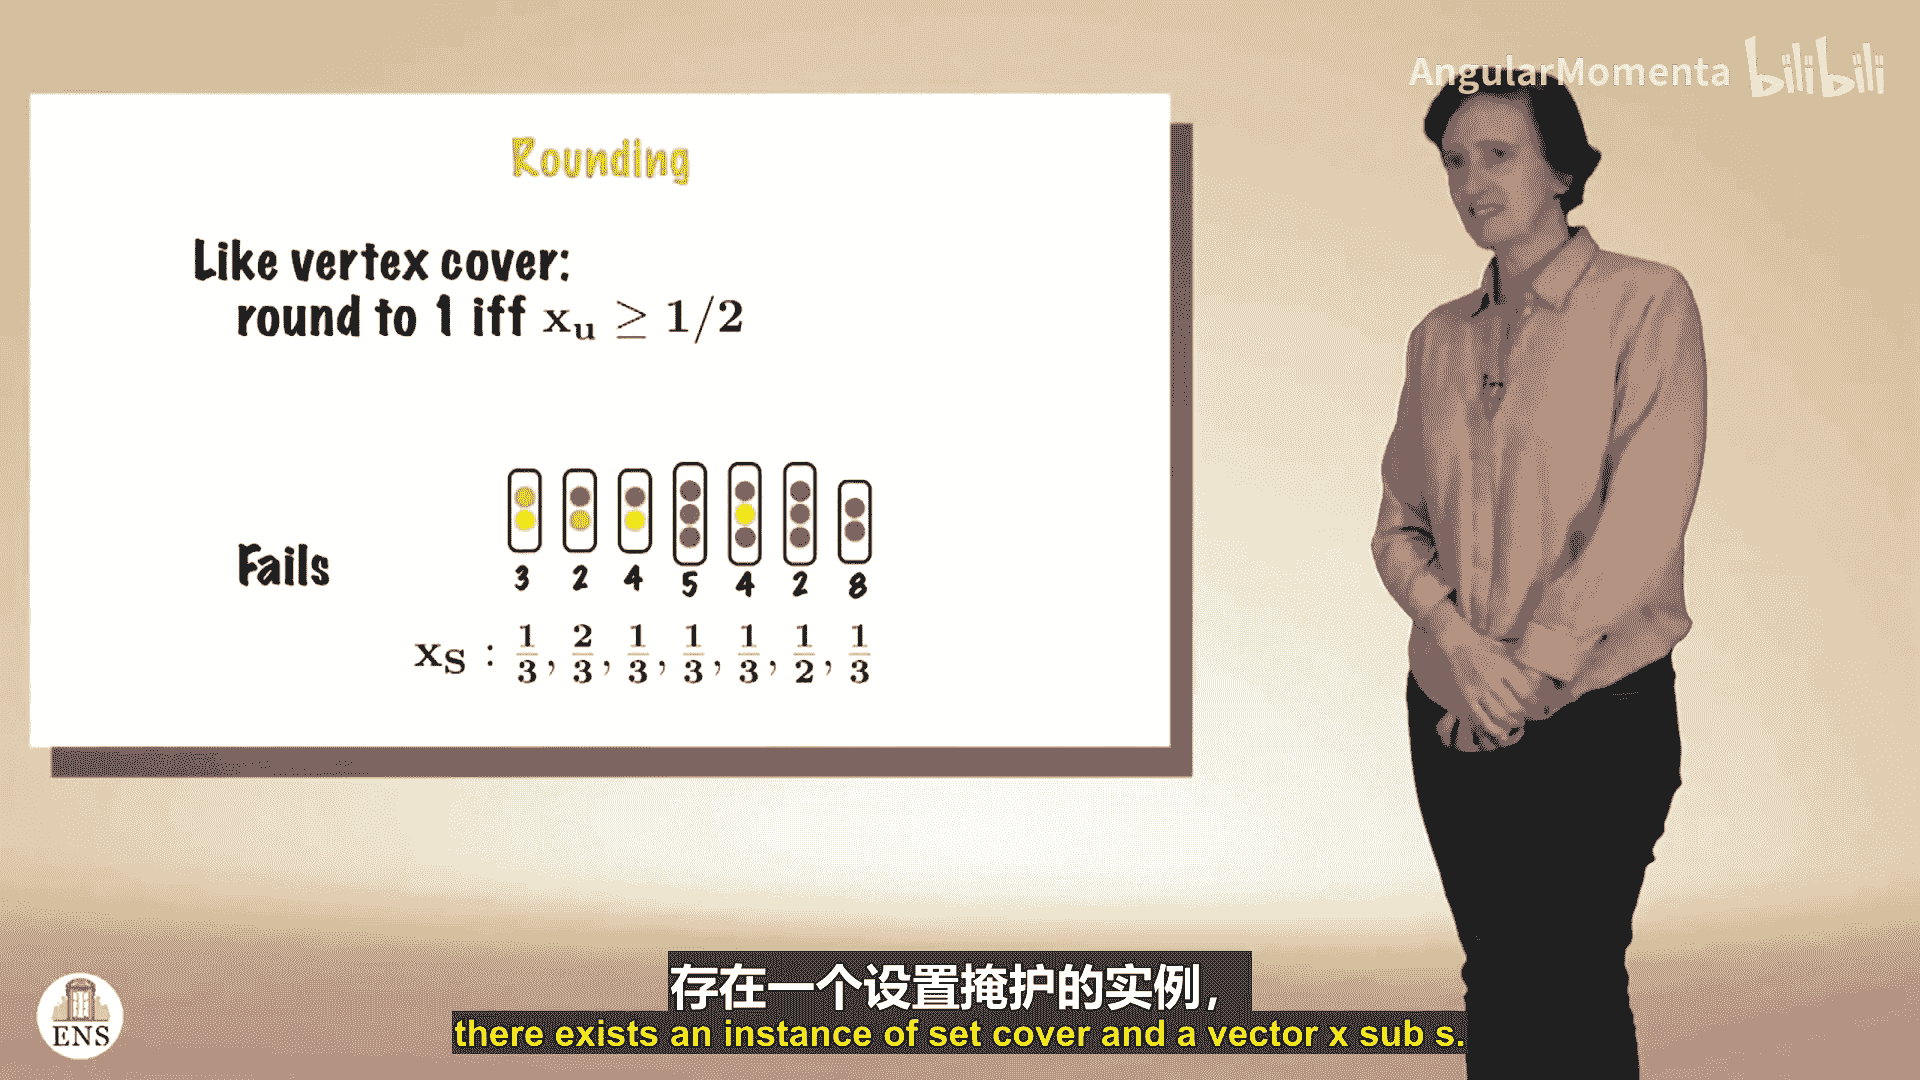 AngularMomenta bilibili
Rounding
Like vertex cover:
round to 1 iff x_u ≥ 1/2
Fails
3 2 4 5 4 2 8
x_S : 1/3, 2/3, 1/3, 1/3, 1/3, 1/2, 1/3
存在一个设置掩护的实例，
there exists an instance of set cover and a vector x sub s.
ENS